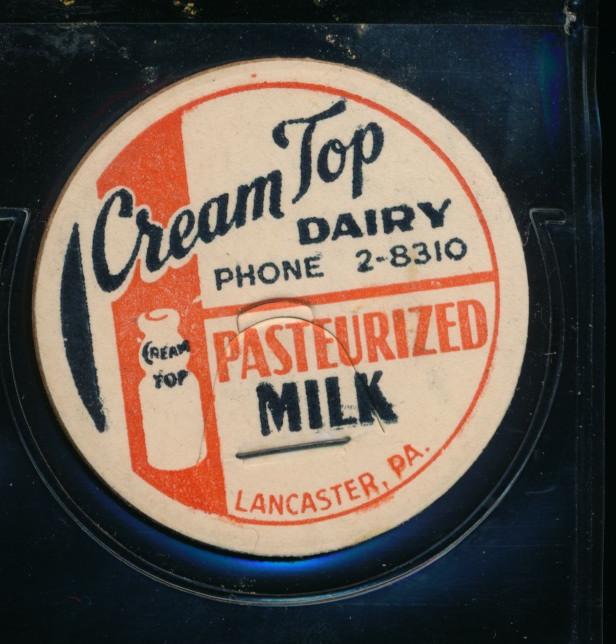 Cream Top
DAIRY
PHONE 2-8310
CREAM
TOP
PASTEURIZED
MILK
LANCASTER, PA.